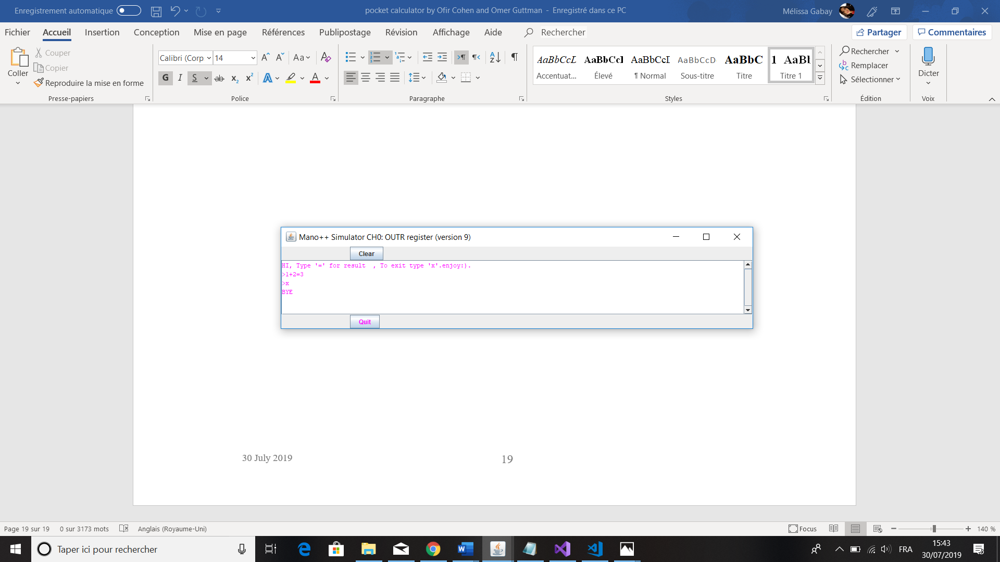 Enregistrement automatique
pocket calculator by Ofir Cohen and Omer Guttman - Enregistré dans ce PC
Mélissa Gabay
Fichier Accueil Insertion Conception Mise en page Références Publipostage Révision Affichage Aide Rechercher
Partager Commentaires
Coller
Couper
Copier
Reproduire la mise en forme
Presse-papiers
Calibri (Corp 14
G I S ab x₂ x²
Police
Paragraphe
AaBbCcL AaBbCcI AaBbCcI AaBbCcD AaBbC 1 AaBl
Accentuat... Élevé ¶ Normal Sous-titre Titre Titre 1
Styles
Rechercher
Remplacer
Sélectionner
Édition
Dicter
Voix
Mano++ Simulator CH0: OUTR register (version 9)
Clear
HI, Type '=' for result , To exit type 'x'.enjoy:).
>1+2=3
>x
BYE
Quit
30 July 2019 19
Page 19 sur 19 0 sur 3173 mots Anglais (Royaume-Uni)
Focus 140 %
Taper ici pour rechercher
FRA
15:43
30/07/2019